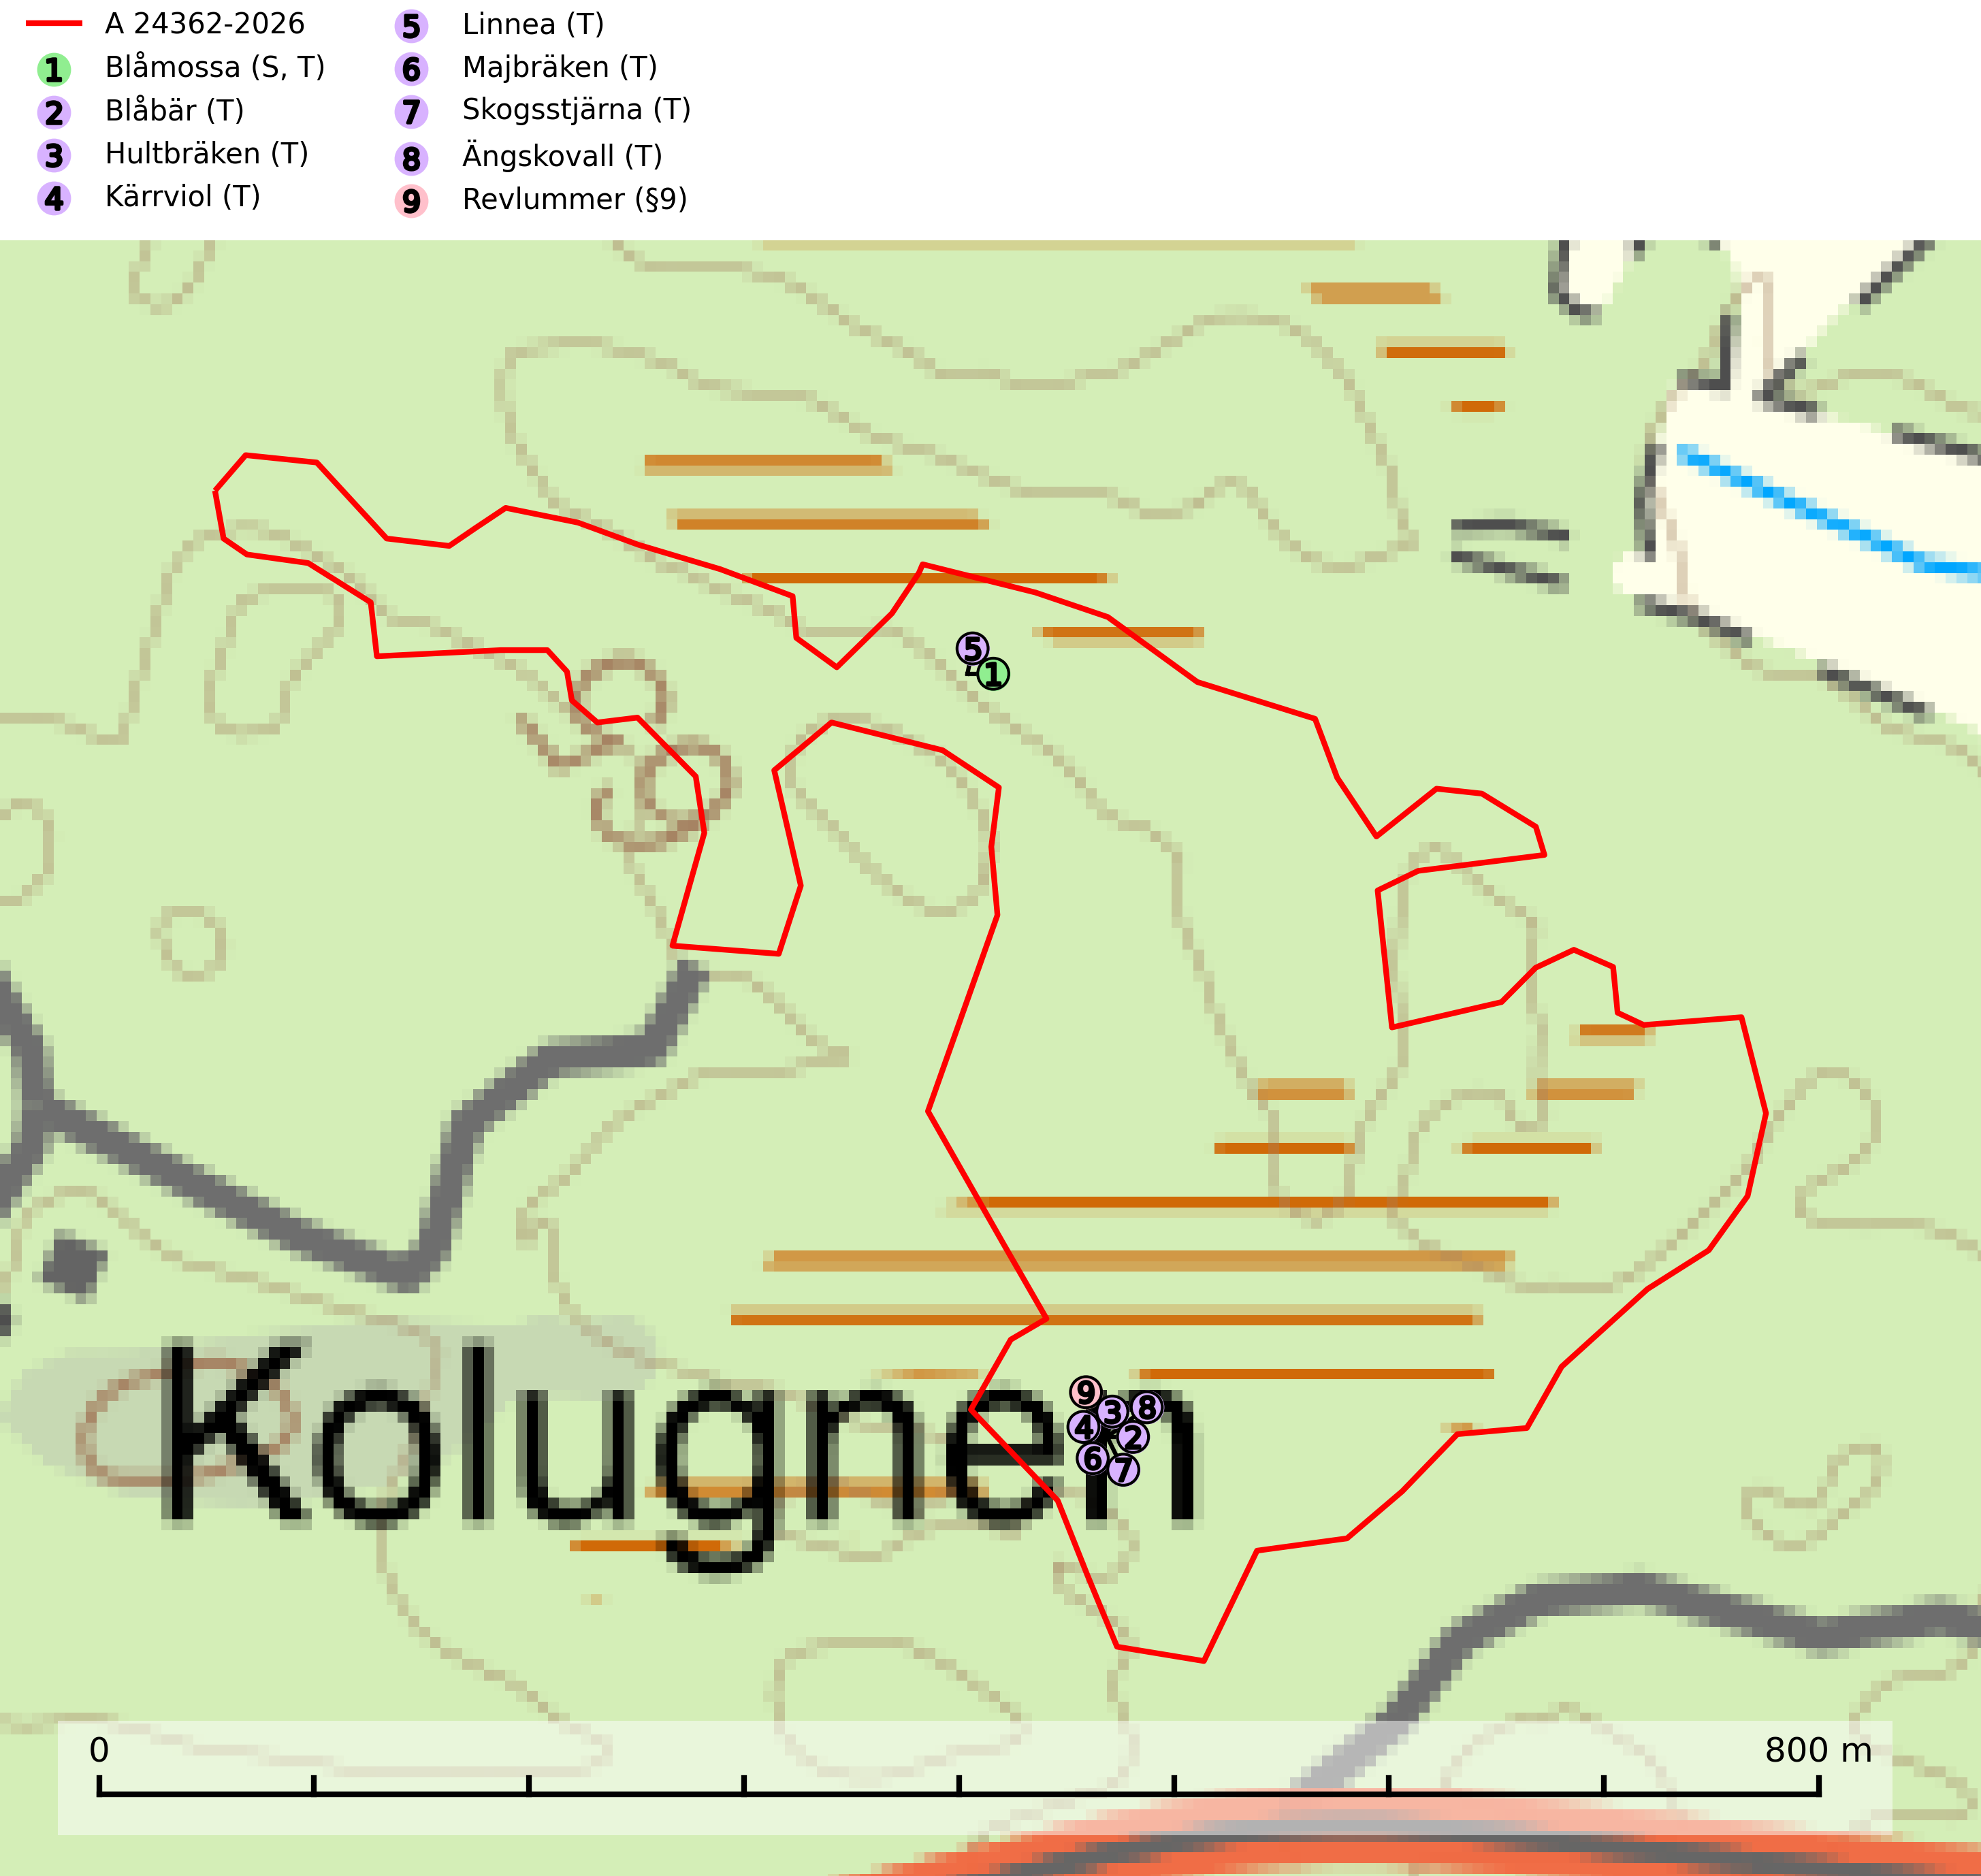 A 24362-2026
1 Blåmossa (S, T)
2 Blåbär (T)
3 Hultbräken (T)
4 Kärrviol (T)
5 Linnea (T)
6 Majbräken (T)
7 Skogsstjärna (T)
8 Ängskovall (T)
9 Revlummer (§9)
5
1
9
3 8
4 2
6 7
Kolugnen
0 800 m